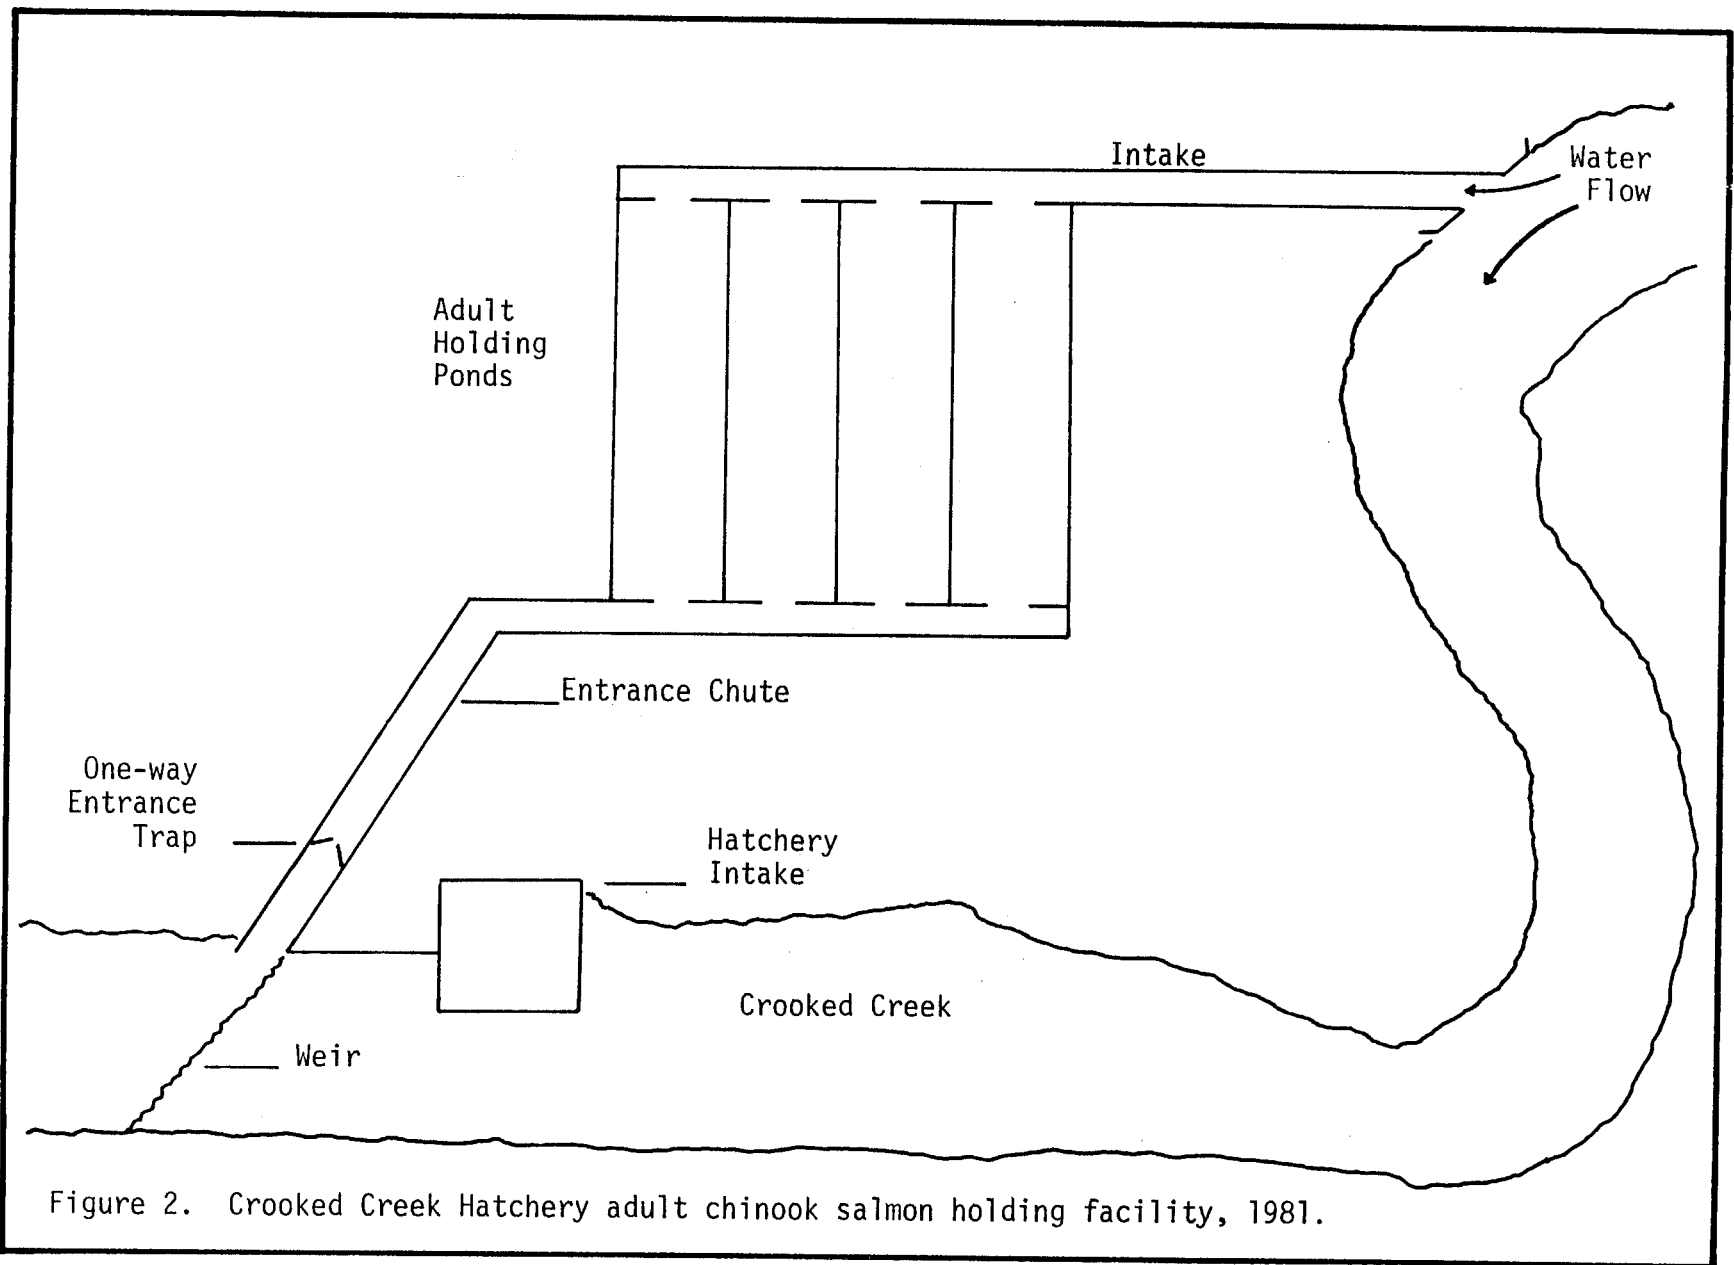 Intake
Water
Flow
Adult
Holding
Ponds
Entrance Chute
One-way
Entrance
Trap
Hatchery
Intake
Crooked Creek
Weir
Figure 2. Crooked Creek Hatchery adult chinook salmon holding facility, 1981.